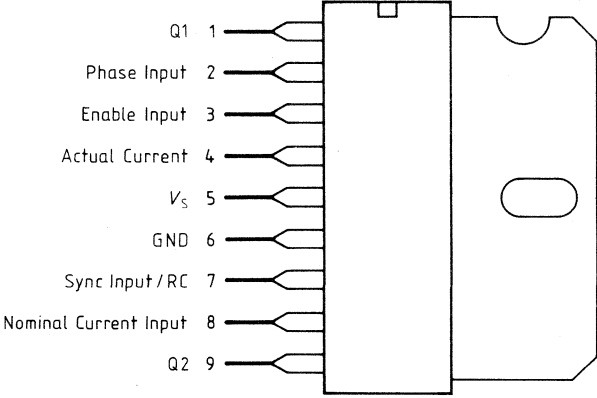 Q1 1
Phase Input 2
Enable Input 3
Actual Current 4
VS 5
GND 6
Sync Input/RC 7
Nominal Current Input 8
Q2 9